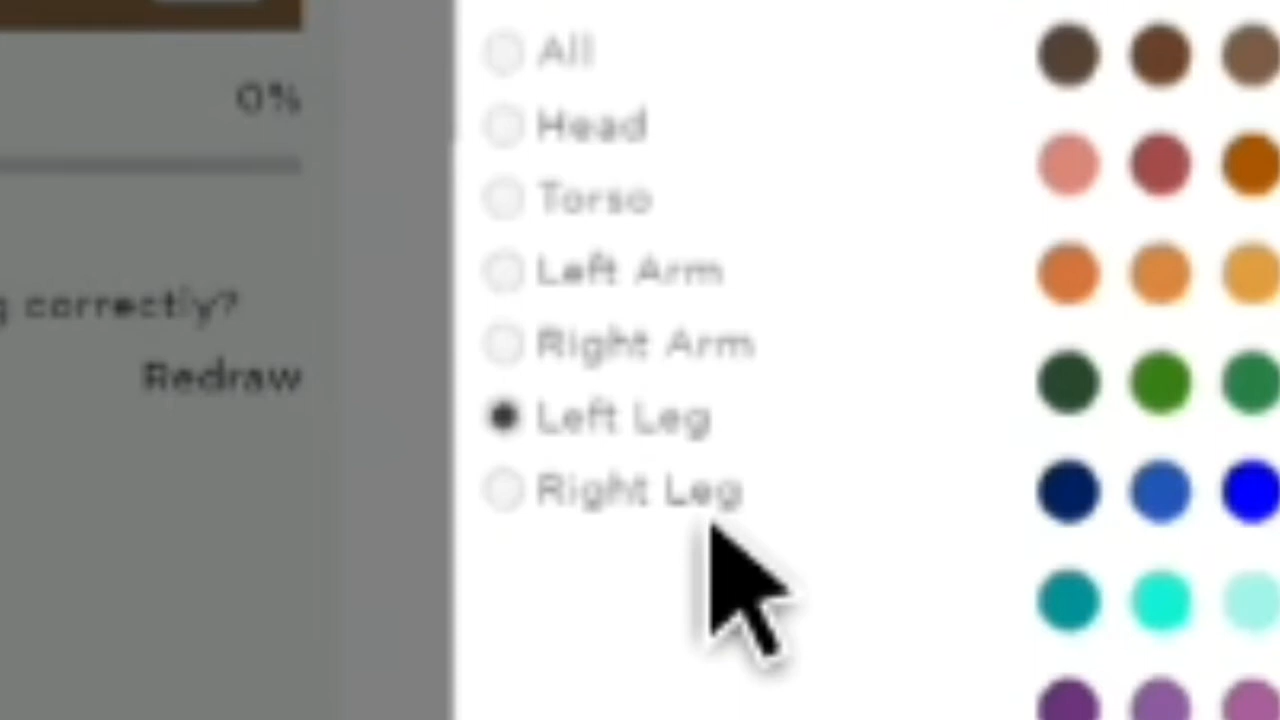 0%
correctly?
Redraw
All
Head
Torso
Left Arm
Right Arm
Left Leg
Right Leg